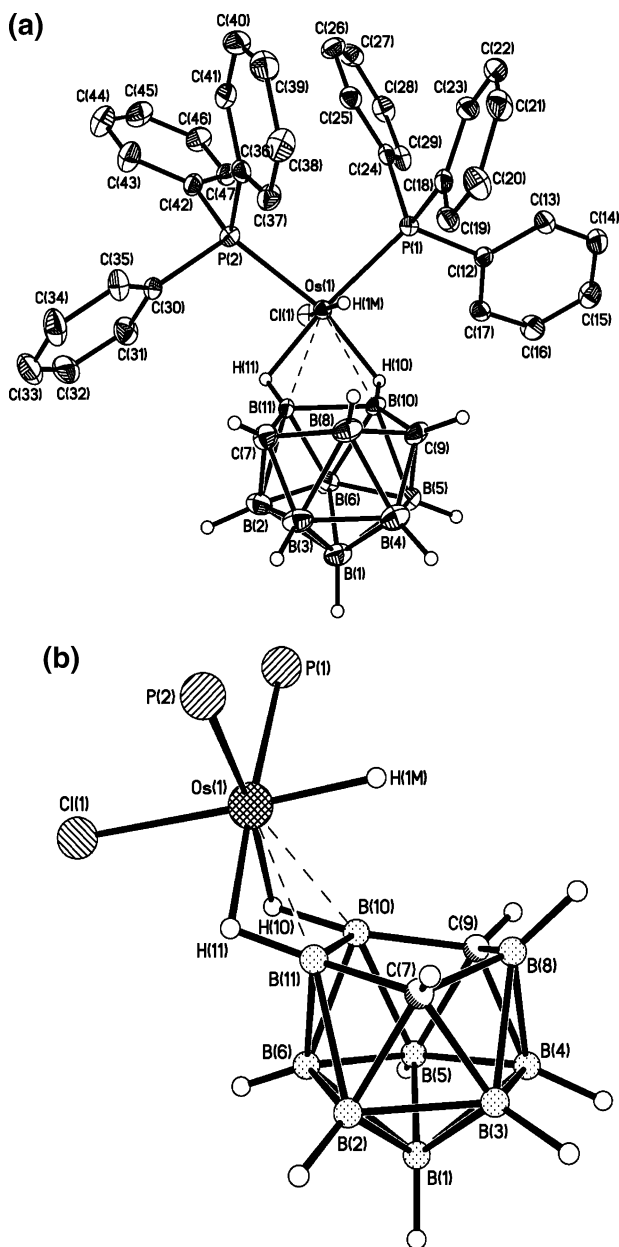 (a)
C(40)
C(26)
C(27)
C(22)
C(41)
C(39)
C(28)
C(23)
C(45)
C(44)
C(46)
C(25)
C(21)
C(36)
C(38)
C(29)
C(43)
C(24)
C(20)
C(47)
C(18)
C(42)
C(37)
C(19)
C(13)
C(14)
C(35)
P(2)
P(1)
C(12)
C(34)
C(30)
Os(1)
H(1M)
C(15)
Cl(1)
C(17)
C(31)
C(16)
H(11)
H(10)
C(33)
C(32)
B(11)
B(10)
B(8)
C(7)
C(9)
B(6)
B(5)
B(2)
B(3)
B(4)
B(1)
(b)
P(1)
P(2)
Os(1)
H(1M)
Cl(1)
B(10)
H(10)
C(9)
H(11)
B(8)
B(11)
C(7)
B(6)
B(5)
B(4)
B(2)
B(3)
B(1)